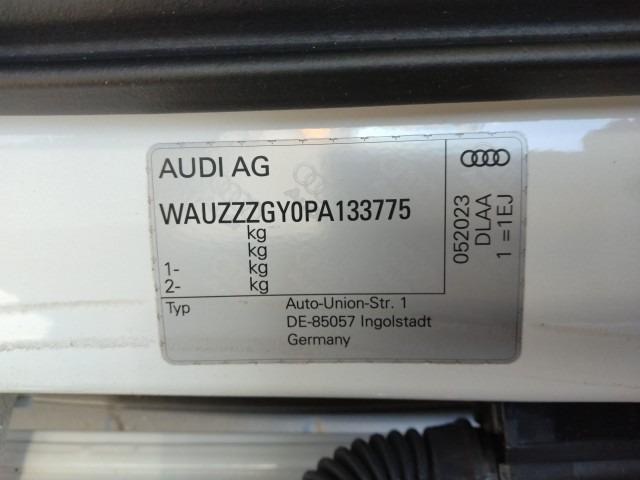 AUDI AG
WAUZZZGY0PA133775
kg
kg
1- kg
2- kg
Typ Auto-Union-Str. 1
DE-85057 Ingolstadt
Germany
052023
DLAA
1 =1EJ